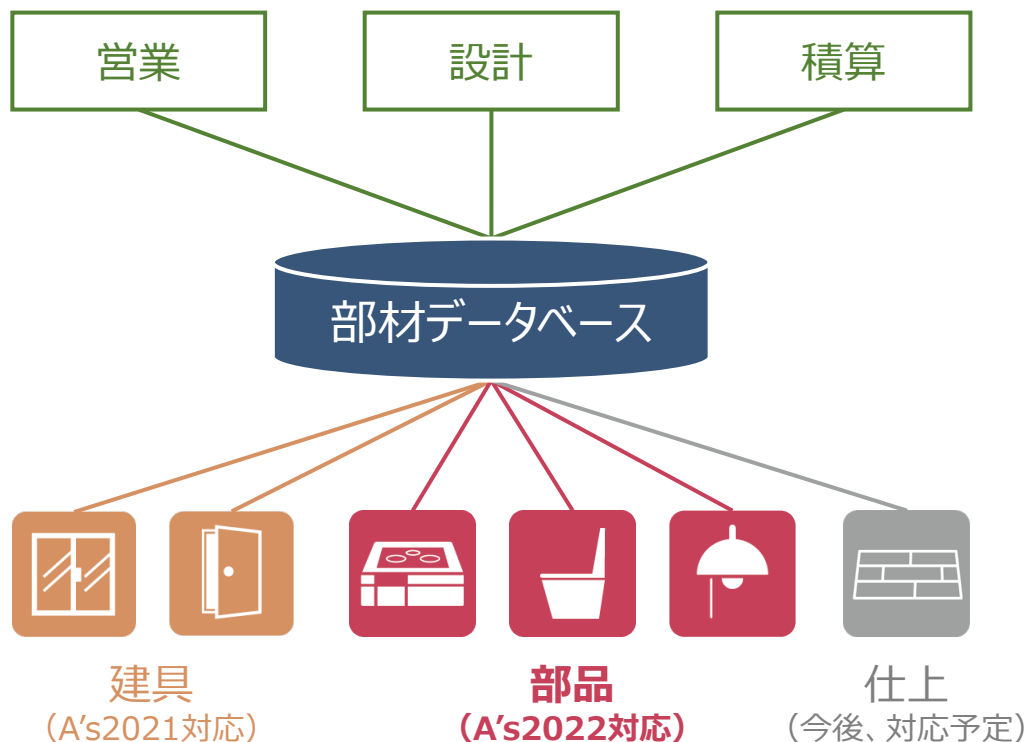 営業
設計
積算
部材データベース
建具
（A’s2021対応）
部品
（A’s2022対応）
仕上
（今後、対応予定）